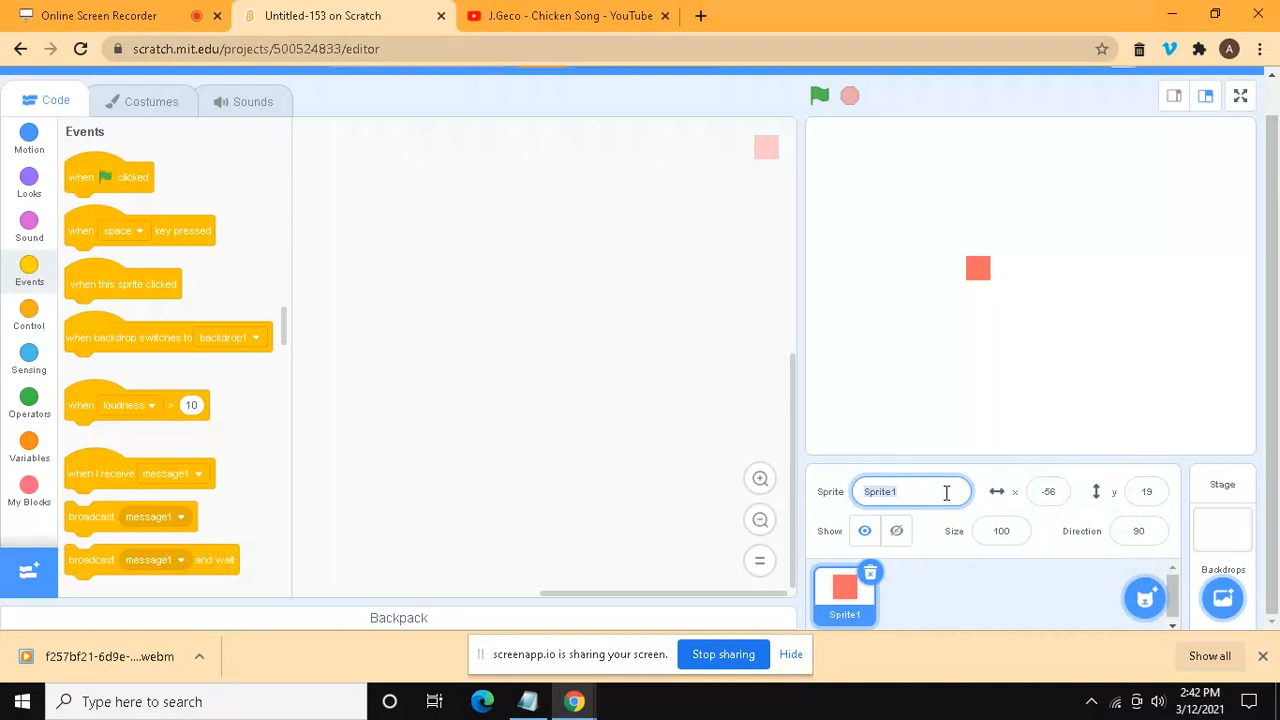 Online Screen Recorder
Untitled-153 on Scratch
J.Geco - Chicken Song - YouTube
scratch.mit.edu/projects/500524833/editor
A
Code
Costumes
Sounds
Motion
Looks
Sound
Events
Control
Sensing
Operators
Variables
My Blocks
Events
when clicked
when space key pressed
when this sprite clicked
when backdrop switches to backdrop1
when loudness > 10
when I receive message1
broadcast message1
broadcast message1 and wait
Backpack
Sprite Sprite1 x -56 y 19
Show Size 100 Direction 90
Sprite1
Stage
Backdrops
f257bf21-6d9e-....webm
screenapp.io is sharing your screen. Stop sharing Hide
Show all
Type here to search
2:42 PM
3/12/2021